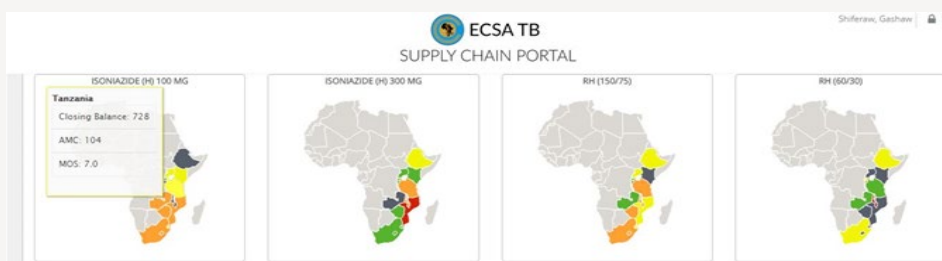 Shiferaw, Gashaw
ECSA TB
SUPPLY CHAIN PORTAL
ISONIAZIDE (H) 100 MG
ISONIAZIDE (H) 300 MG
RH (150/75)
RH (60/30)
Tanzania
Closing Balance: 728
AMC: 104
MOS: 7.0